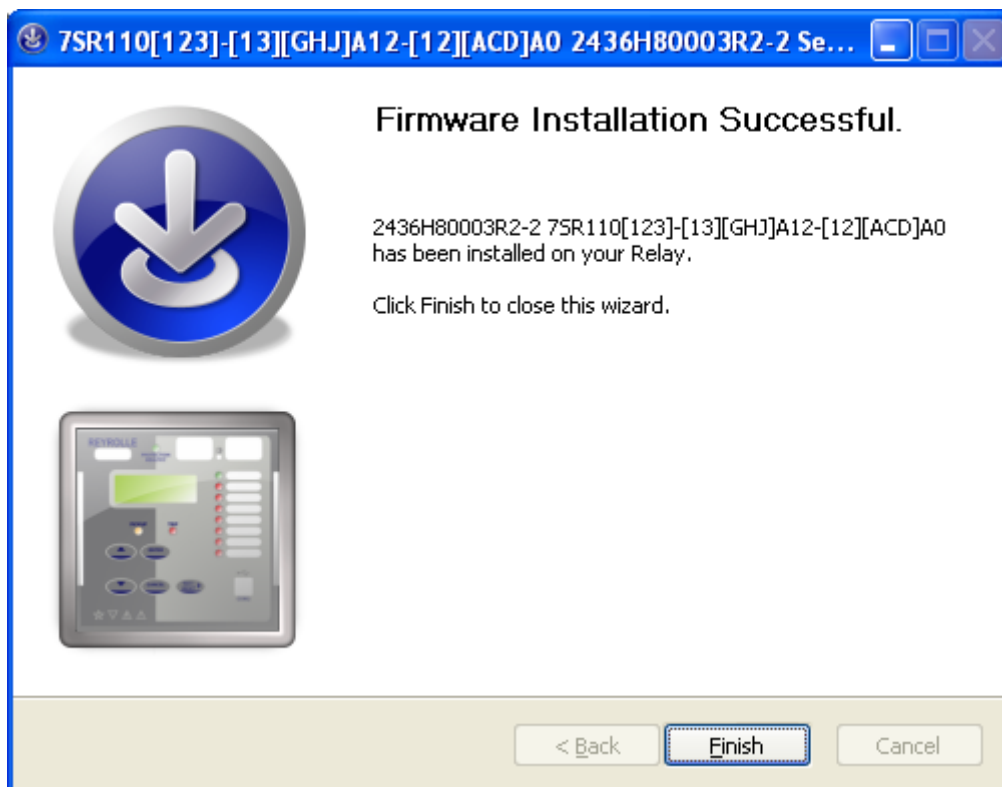 7SR110[123]-[13][GHJ]A12-[12][ACD]A0 2436H80003R2-2 Se...
Firmware Installation Successful.
2436H80003R2-2 7SR110[123]-[13][GHJ]A12-[12][ACD]A0
has been installed on your Relay.
Click Finish to close this wizard.
REYROLLE
< Back
Finish
Cancel